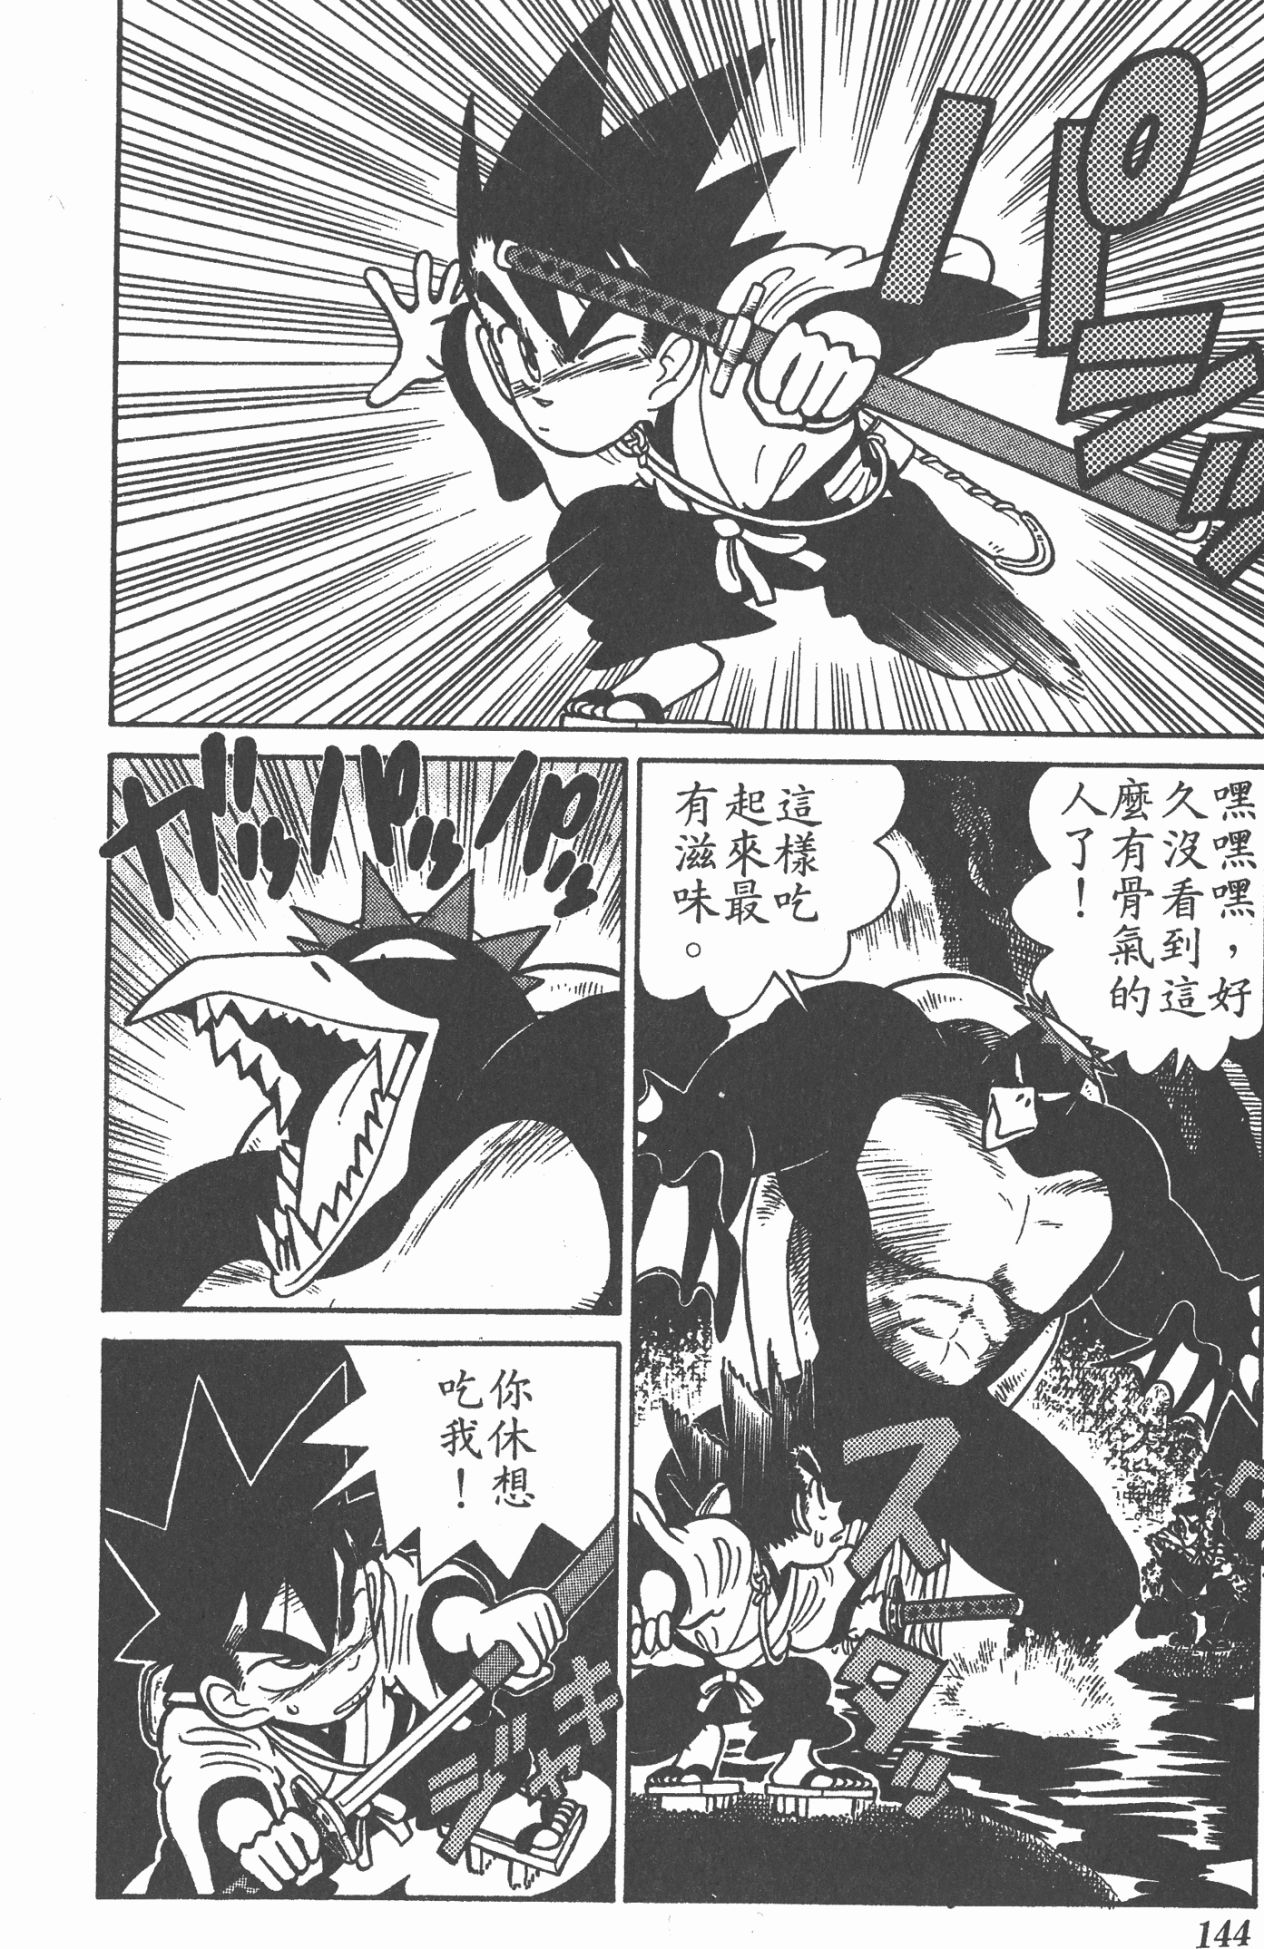 パーン
ッ
嘿嘿嘿，好
久沒看到這
麼有骨氣的
人了！
這樣吃
起來最
有滋味。
スタッ
ガッパッパッ
你休想
吃我！
ジャキ
144